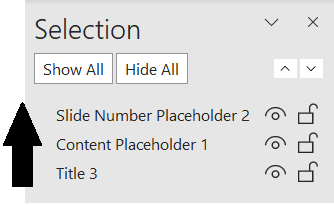 Selection
Show All Hide All
Slide Number Placeholder 2
Content Placeholder 1
Title 3